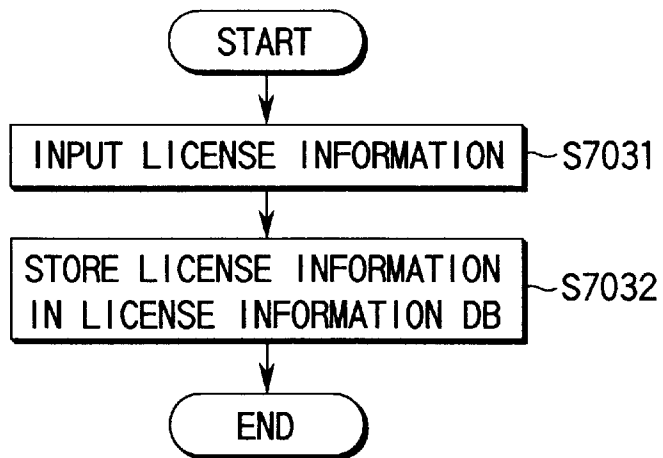 START
INPUT LICENSE INFORMATION
S7031
STORE LICENSE INFORMATION
IN LICENSE INFORMATION DB
S7032
END